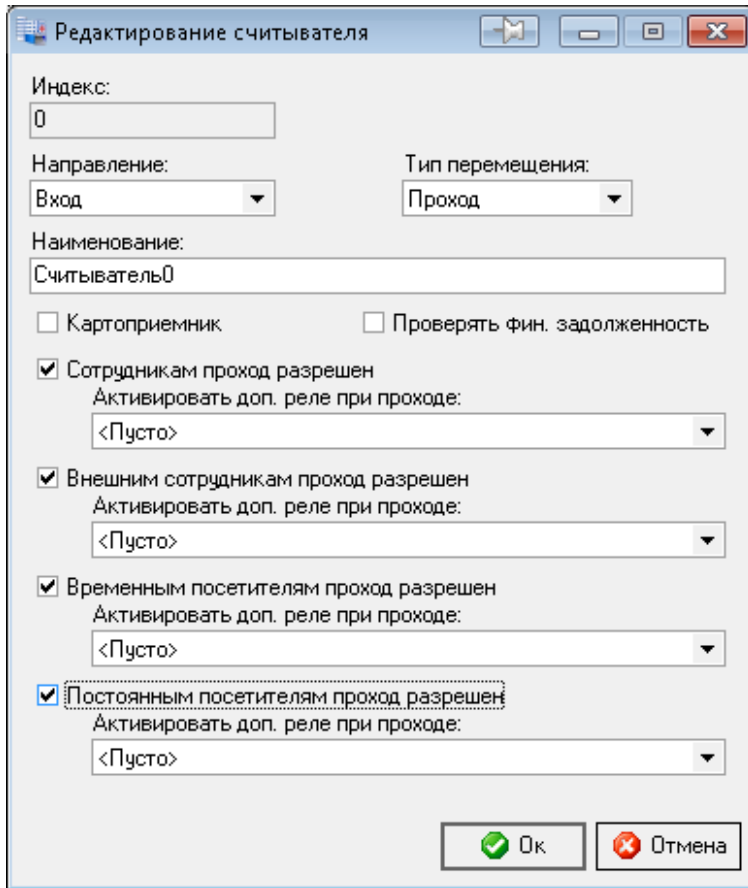 Редактирование считывателя
Индекс:
0
Направление: Тип перемещения:
Вход Проход
Наименование:
Считыватель0
Картоприемник Проверять фин. задолженность
Сотрудникам проход разрешен
Активировать доп. реле при проходе:
<Пусто>
Внешним сотрудникам проход разрешен
Активировать доп. реле при проходе:
<Пусто>
Временным посетителям проход разрешен
Активировать доп. реле при проходе:
<Пусто>
Постоянным посетителям проход разрешен
Активировать доп. реле при проходе:
<Пусто>
Ок Отмена